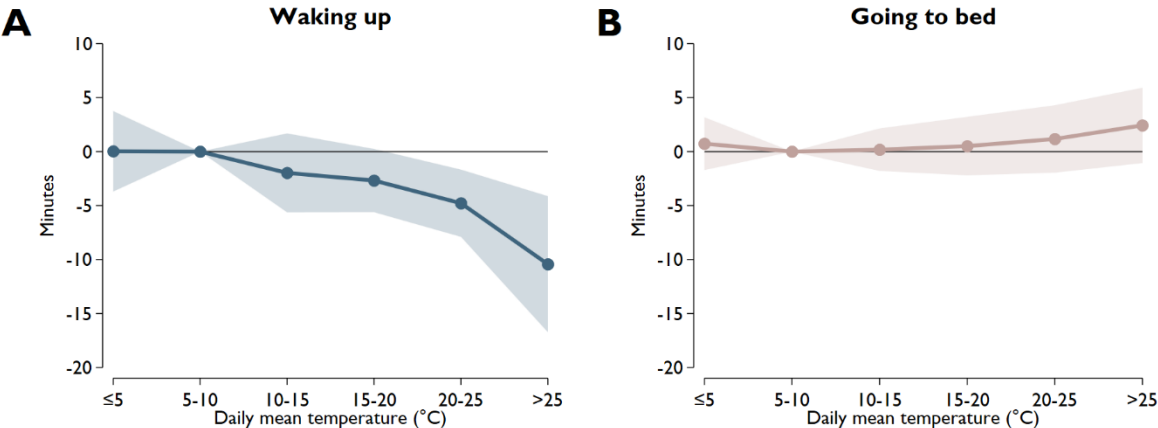 A
Waking up
10
5
0
-5
-10
-15
-20
Minutes
≤5 5-10 10-15 15-20 20-25 >25
Daily mean temperature (°C)
B
Going to bed
10
5
0
-5
-10
-15
-20
Minutes
≤5 5-10 10-15 15-20 20-25 >25
Daily mean temperature (°C)